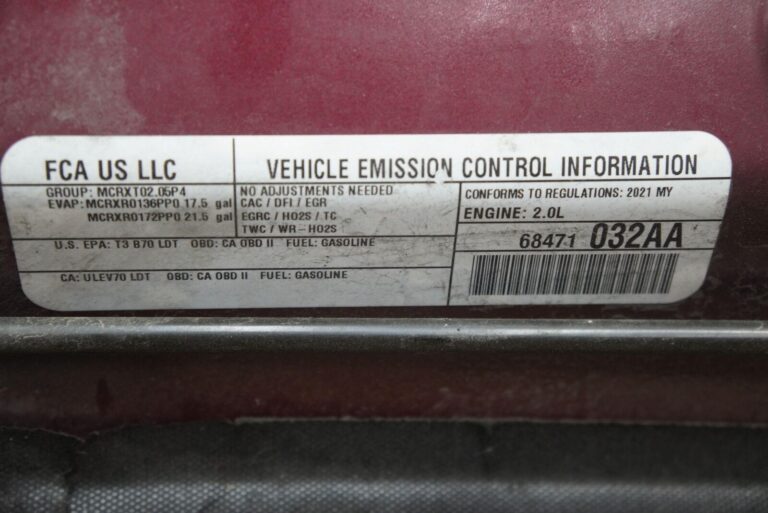 FCA US LLC
VEHICLE EMISSION CONTROL INFORMATION
GROUP: MCRXT02.05P4
EVAP: MCRXR0136PP0 17.5 gal
MCRXR0172PP0 21.5 gal
NO ADJUSTMENTS NEEDED
CAC / DFI / EGR
EGRC / HO2S / TC
TWC / WR-HO2S
CONFORMS TO REGULATIONS: 2021 MY
ENGINE: 2.0L
U.S. EPA: T3 B70 LDT OBD: CA OBD II FUEL: GASOLINE
CA: ULEV70 LDT OBD: CA OBD II FUEL: GASOLINE
68471 032AA